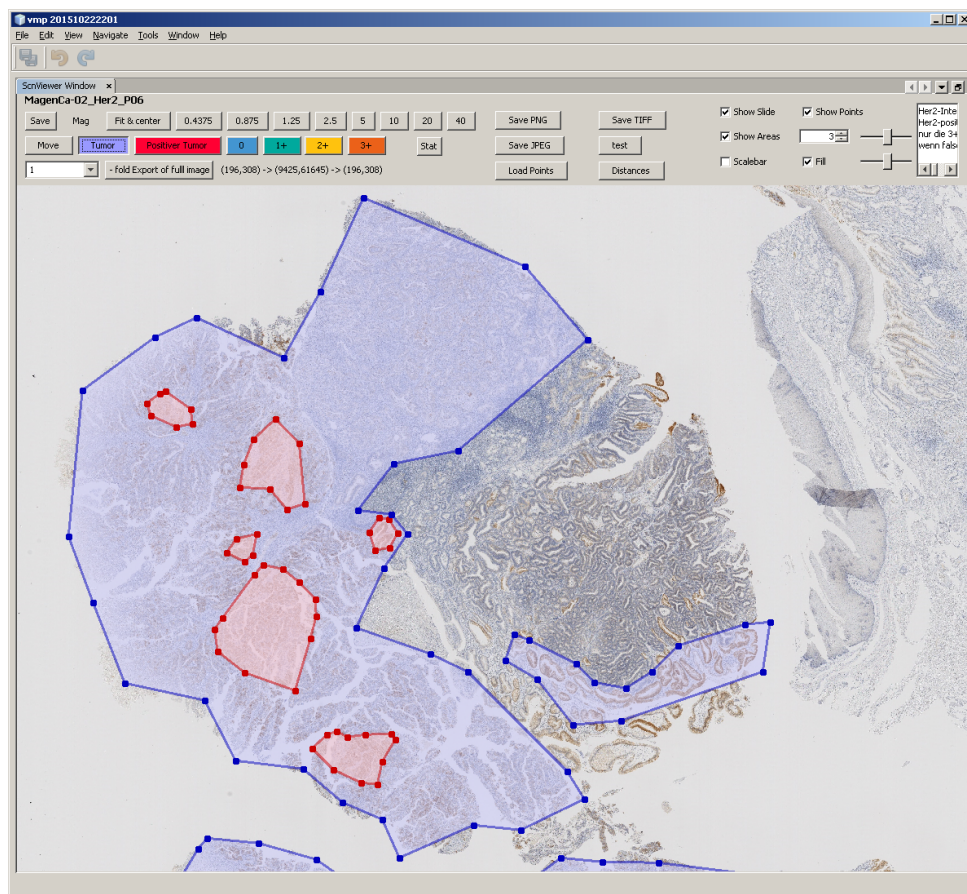 vmp 201510222201
File Edit View Navigate Tools Window Help
ScnViewer Window
MagenCa-02_Her2_P06
Save Mag Fit & center 0.4375 0.875 1.25 2.5 5 10 20 40 Save PNG Save TIFF Show Slide Show Points Her2-Inte
Her2-posit
Move Tumor Positiver Tumor 0 1+ 2+ 3+ Stat Save JPEG test Show Areas 3 nur die 3+
wenn fals
1 - fold Export of full image (196,308) -> (9425,61645) -> (196,308) Load Points Distances Scalebar Fill